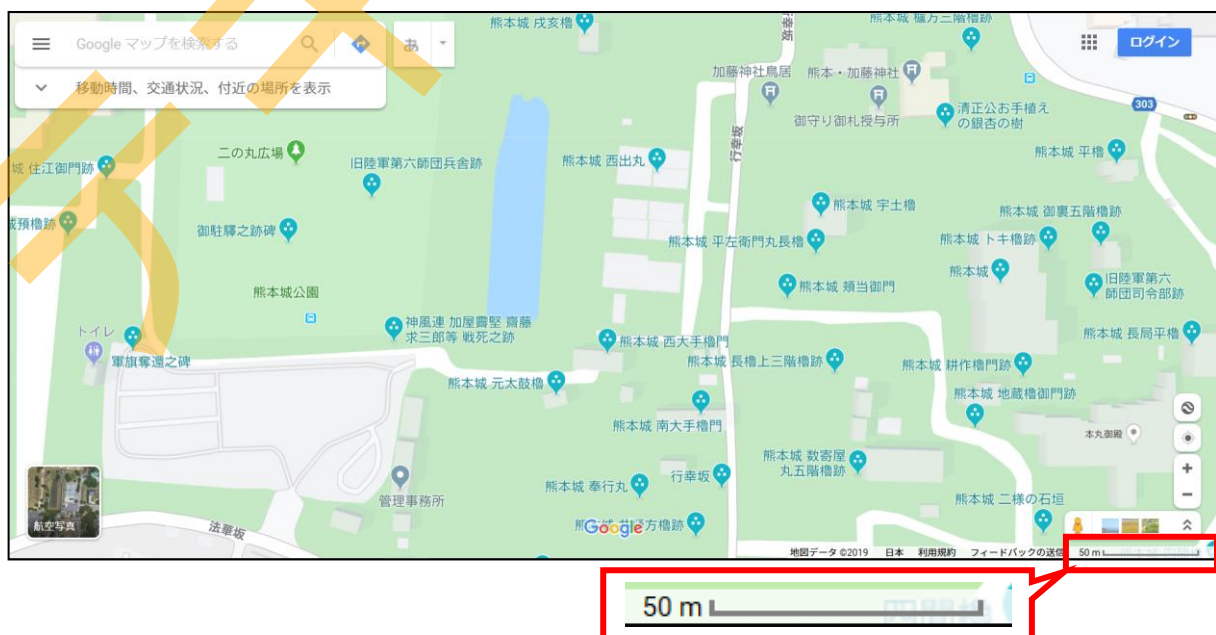 熊本城 戌亥櫓
Google マップを検索する
あ
ログイン
移動時間、交通状況、付近の場所を表示
加藤神社鳥居
熊本・加藤神社
御守り御札授与所
清正公お手植え
の銀杏の樹
303
行幸坂
二の丸広場
旧陸軍第六師団兵舎跡
熊本城 西出丸
熊本城 平櫓
城 住江御門跡
熊本城 宇土櫓
熊本城 御裏五階櫓跡
城預櫓跡
御駐驛之跡碑
熊本城 平左衛門丸長櫓
熊本城 トキ櫓跡
熊本城
旧陸軍第六
師団司令部跡
熊本城公園
熊本城 頬当御門
神風連 加屋霽堅 齋藤
求三郎等 戦死之跡
トイレ
軍旗奪還之碑
熊本城 西大手櫓門
熊本城 長局平櫓
熊本城 長櫓上三階櫓跡
熊本城 耕作櫓門跡
熊本城 元太鼓櫓
熊本城 地蔵櫓御門跡
熊本城 南大手櫓門
本丸御殿
熊本城 数寄屋
丸五階櫓跡
行幸坂
熊本城 奉行丸
管理事務所
熊本城 二様の石垣
航空写真
法華坂
Google
方櫓跡
地図データ ©2019 日本 利用規約 フィードバックの送信 50 m
50 m